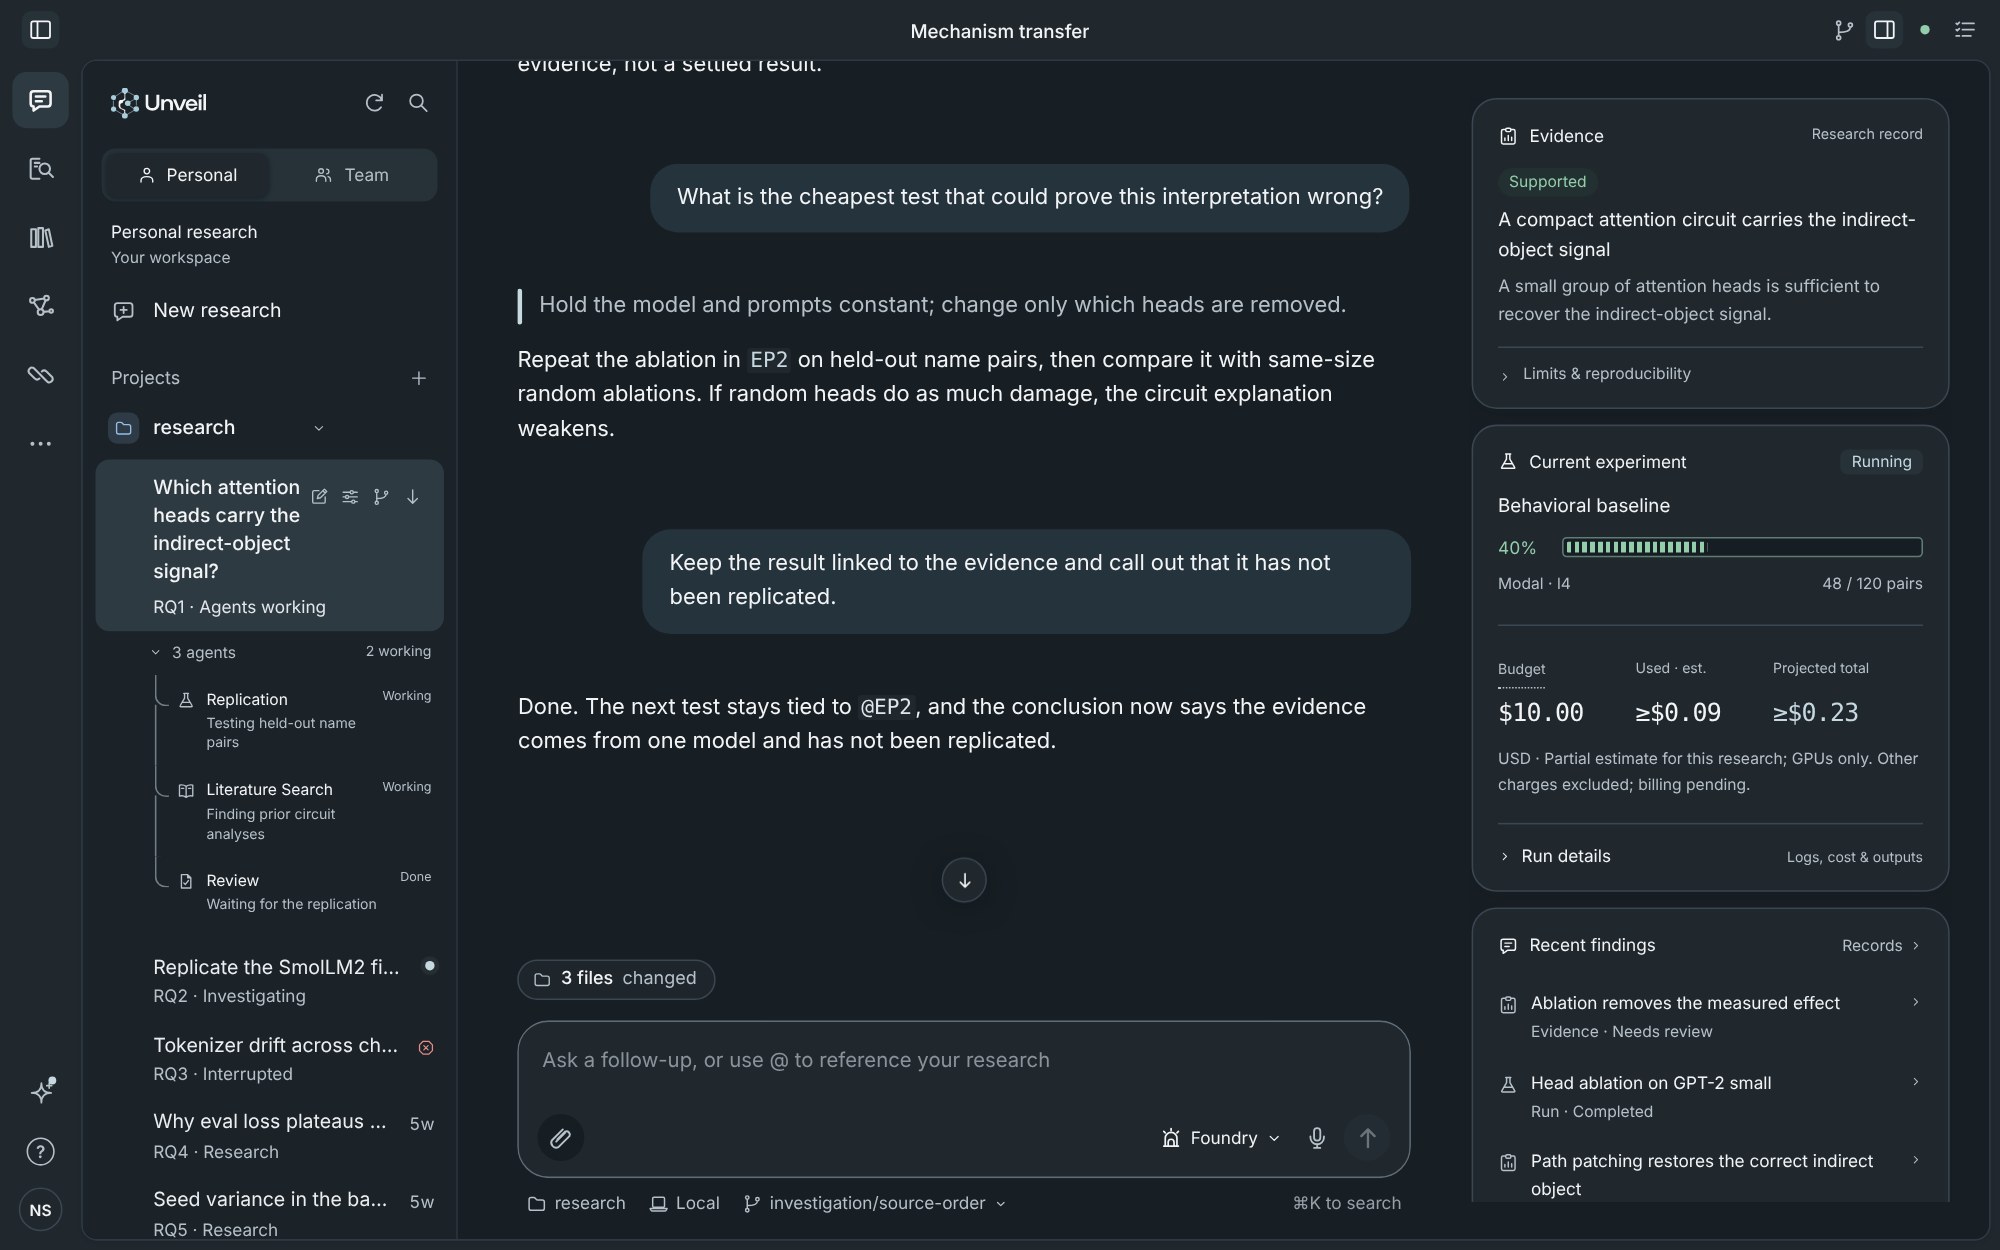 Mechanism transfer
Unveil
Personal
Team
Personal research
Your workspace
New research
Projects
research
Which attention
heads carry the
indirect-object
signal?
RQ1 · Agents working
3 agents
2 working
Replication
Working
Testing held-out name
pairs
Literature Search
Working
Finding prior circuit
analyses
Review
Done
Waiting for the replication
Replicate the SmolLM2 fi...
RQ2 · Investigating
Tokenizer drift across ch...
RQ3 · Interrupted
Why eval loss plateaus ...
5w
RQ4 · Research
Seed variance in the ba...
5w
RQ5 · Research
NS
evidence, not a settled result.
What is the cheapest test that could prove this interpretation wrong?
Hold the model and prompts constant; change only which heads are removed.
Repeat the ablation in EP2 on held-out name pairs, then compare it with same-size
random ablations. If random heads do as much damage, the circuit explanation
weakens.
Keep the result linked to the evidence and call out that it has not
been replicated.
Done. The next test stays tied to @EP2, and the conclusion now says the evidence
comes from one model and has not been replicated.
3 files changed
Ask a follow-up, or use @ to reference your research
Foundry
research
Local
investigation/source-order
⌘K to search
Evidence
Research record
Supported
A compact attention circuit carries the indirect-
object signal
A small group of attention heads is sufficient to
recover the indirect-object signal.
Limits & reproducibility
Current experiment
Running
Behavioral baseline
40%
Modal · I4
48 / 120 pairs
Budget
Used · est.
Projected total
$10.00
≥$0.09
≥$0.23
USD · Partial estimate for this research; GPUs only. Other
charges excluded; billing pending.
Run details
Logs, cost & outputs
Recent findings
Records
Ablation removes the measured effect
Evidence · Needs review
Head ablation on GPT-2 small
Run · Completed
Path patching restores the correct indirect
object